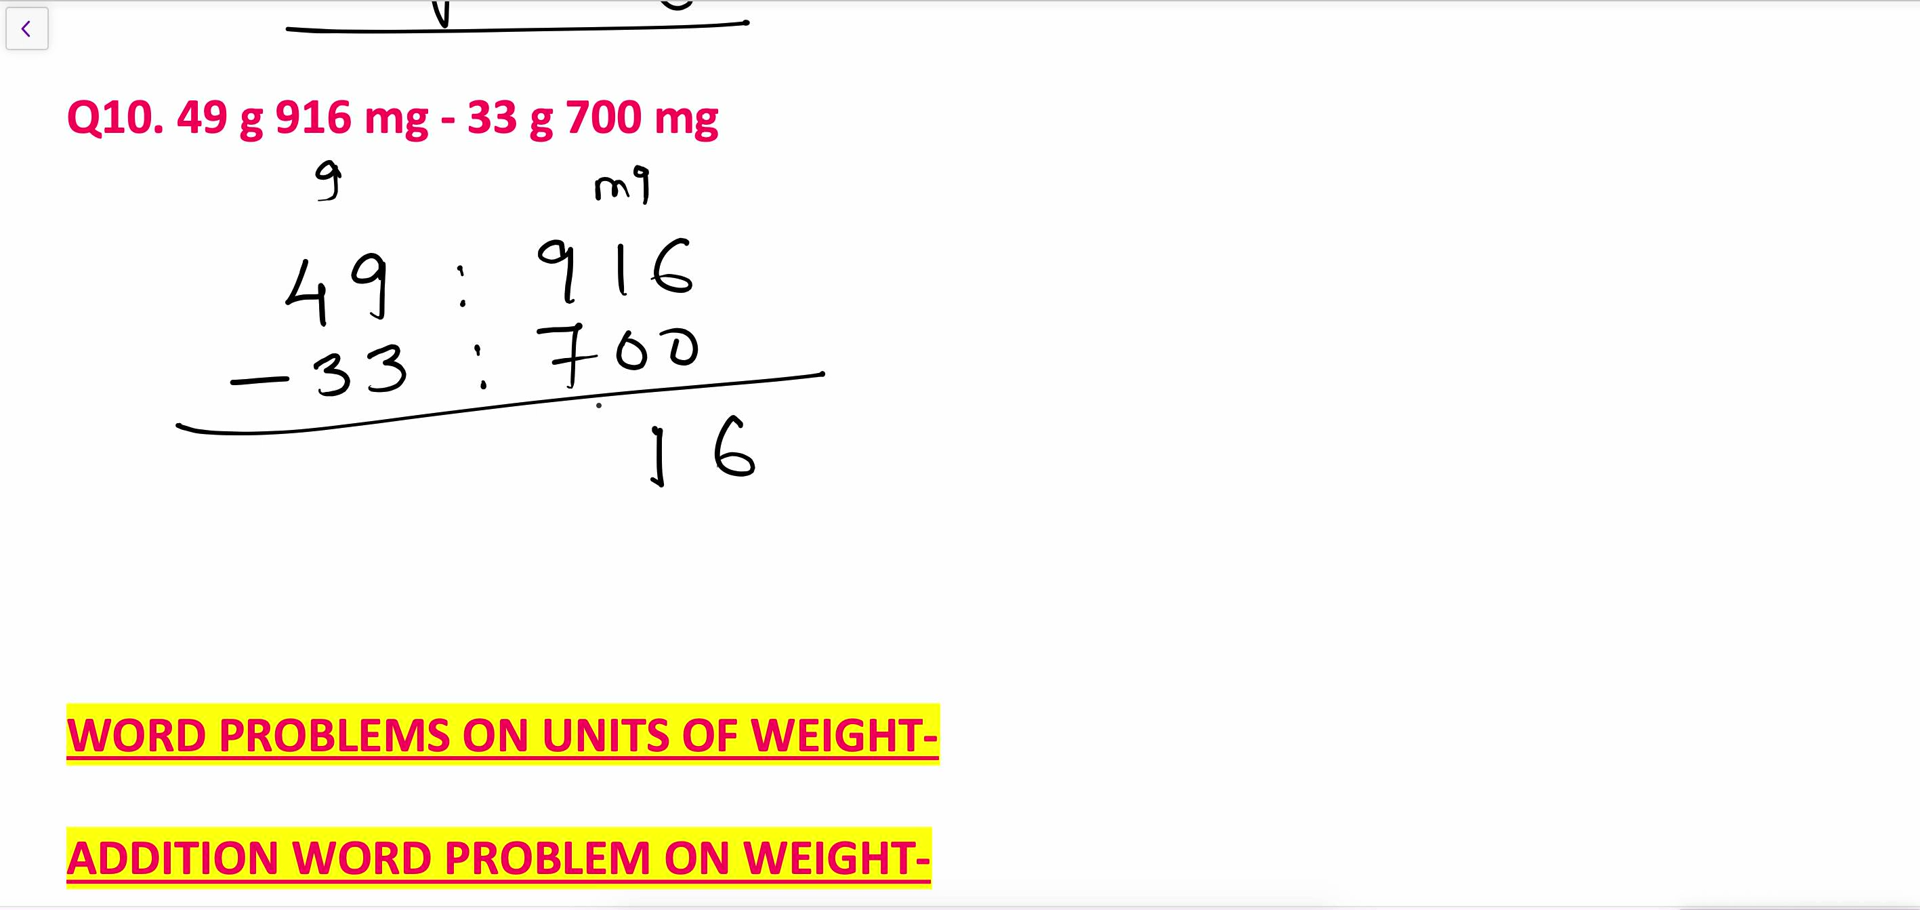 Q10. 49 g 916 mg - 33 g 700 mg
g mg
49 : 916
- 33 : 700
16
WORD PROBLEMS ON UNITS OF WEIGHT-
ADDITION WORD PROBLEM ON WEIGHT-